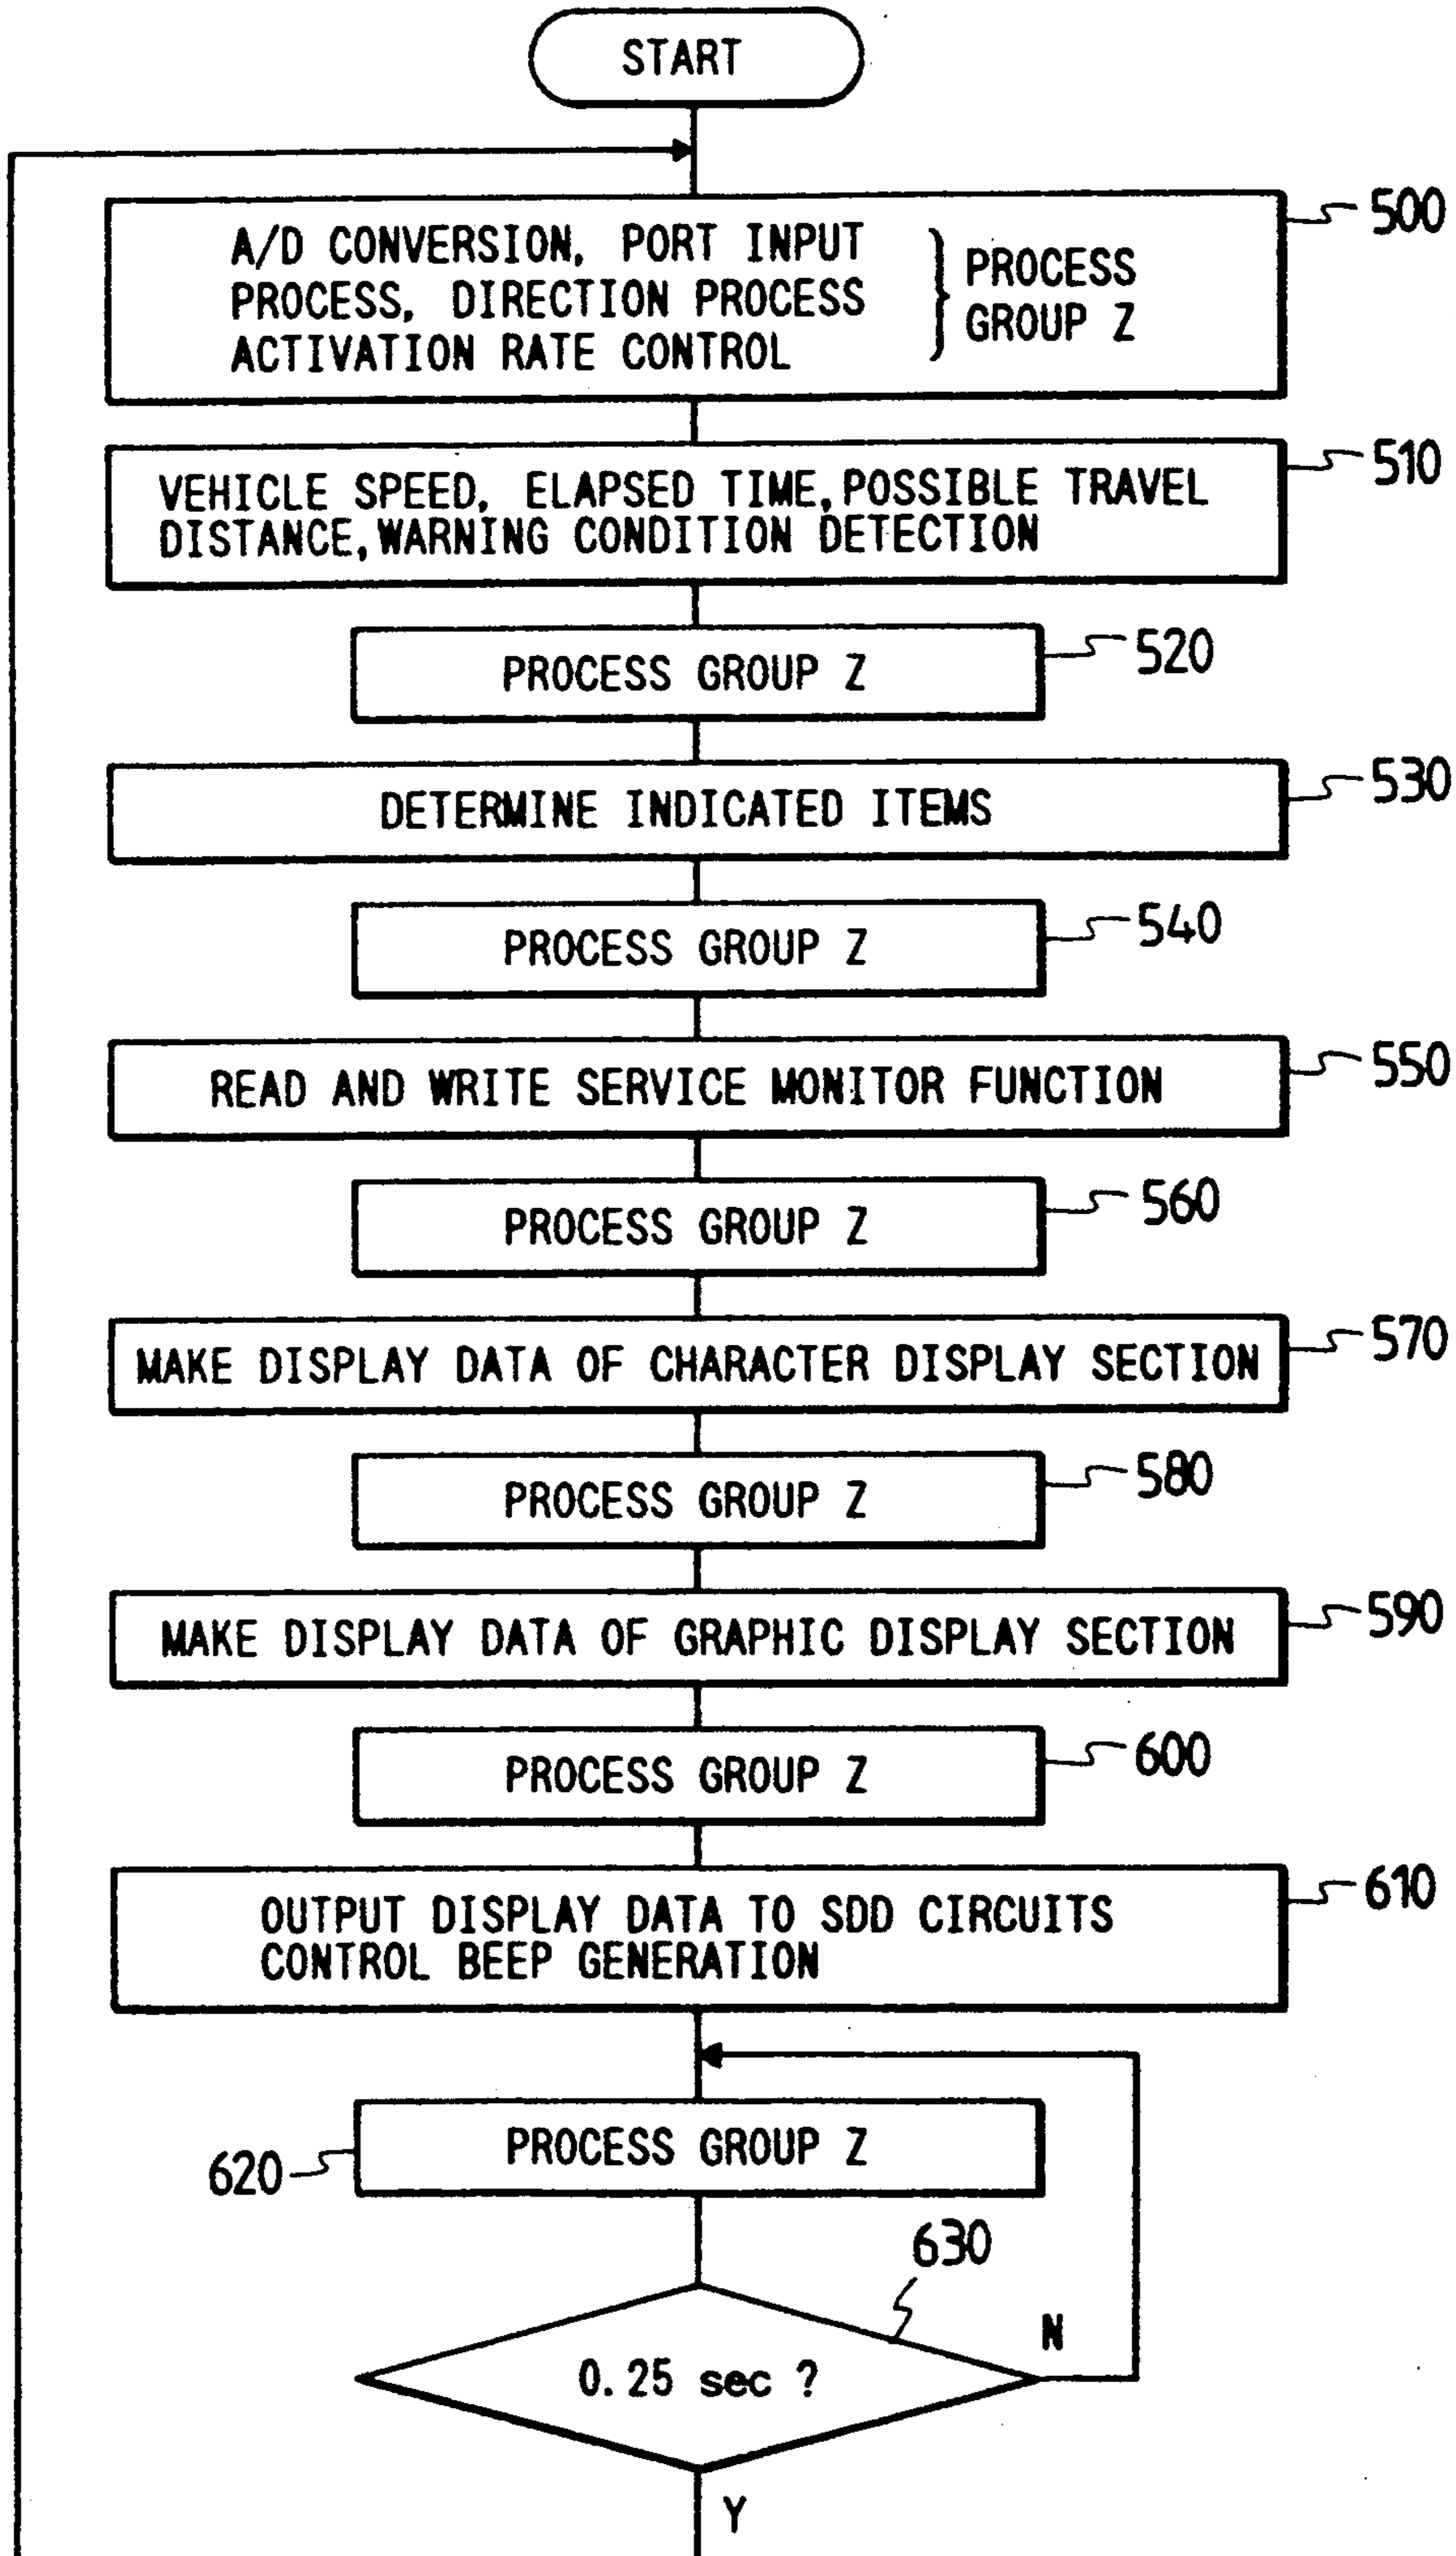 START
A/D CONVERSION, PORT INPUT
PROCESS, DIRECTION PROCESS
ACTIVATION RATE CONTROL
PROCESS
GROUP Z
500
VEHICLE SPEED, ELAPSED TIME, POSSIBLE TRAVEL
DISTANCE, WARNING CONDITION DETECTION
510
PROCESS GROUP Z
520
DETERMINE INDICATED ITEMS
530
PROCESS GROUP Z
540
READ AND WRITE SERVICE MONITOR FUNCTION
550
PROCESS GROUP Z
560
MAKE DISPLAY DATA OF CHARACTER DISPLAY SECTION
570
PROCESS GROUP Z
580
MAKE DISPLAY DATA OF GRAPHIC DISPLAY SECTION
590
PROCESS GROUP Z
600
OUTPUT DISPLAY DATA TO SDD CIRCUITS
CONTROL BEEP GENERATION
610
PROCESS GROUP Z
620
630
N
0.25 sec ?
Y